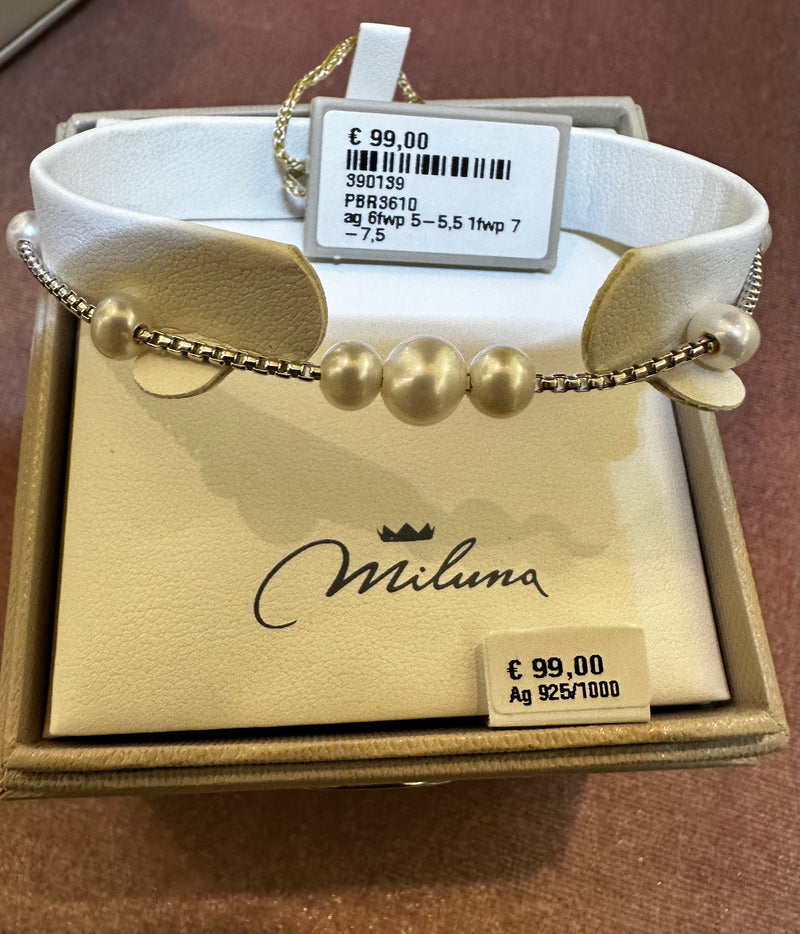 € 99,00
390139
PBR3610
ag 6fwp 5-5,5 1fwp 7
-7,5
Miluna
€ 99,00
Ag 925/1000